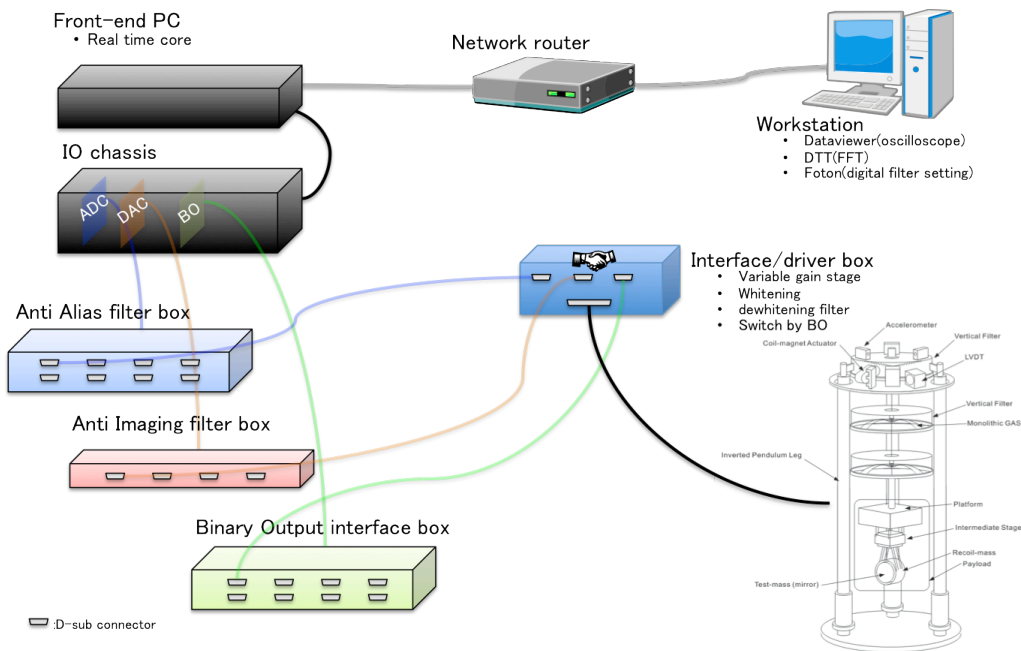 Front-end PC
• Real time core
Network router
Workstation
• Dataviewer(oscilloscope)
• DTT(FFT)
• Foton(digital filter setting)
IO chassis
ADC
DAC
BO
Interface/driver box
• Variable gain stage
• Whitening
• dewhitening filter
• Switch by BO
Anti Alias filter box
Anti Imaging filter box
Binary Output interface box
:D-sub connector
Accelerometer
Coil-magnet Actuator
Vertical Filter
LVDT
Vertical Filter
Monolithic GAS
Inverted Pendulum Leg
Platform
Intermediate Stage
Recoil-mass
Payload
Test-mass (mirror)